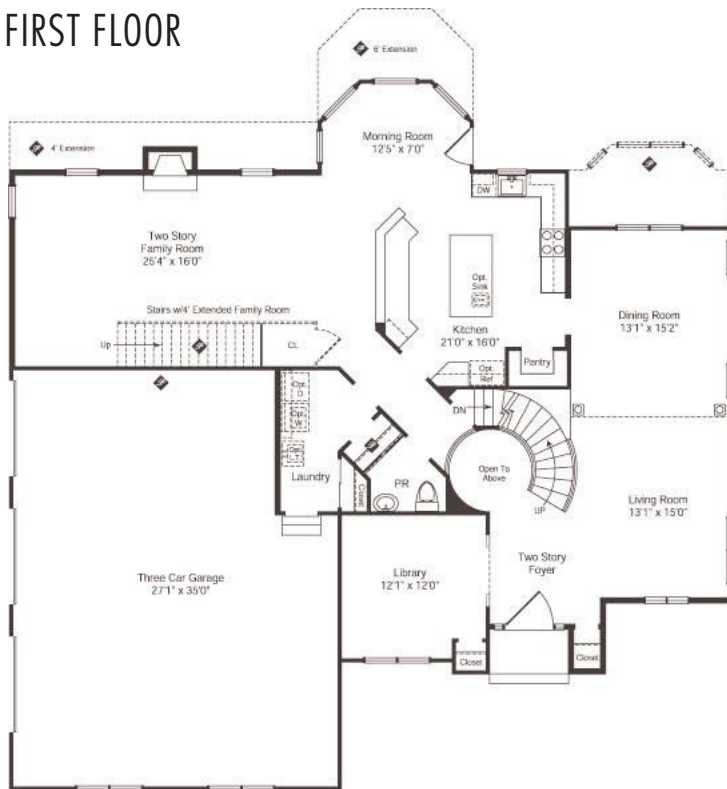 FIRST FLOOR
6' Extension
4' Extension
Morning Room
12'5" x 7'0"
DW
Two Story
Family Room
25'4" x 16'0"
Opt.
Sink
Dining Room
13'1" x 15'2"
Stairs w/4' Extended Family Room
Up
CL
Kitchen
21'0" x 16'0"
Pantry
Opt.
Ref
Opt.
D
Opt.
W
Opt.
LT
DN
Laundry
Closet
PR
Open To
Above
UP
Living Room
13'1" x 15'0"
Three Car Garage
27'1" x 35'0"
Library
12'1" x 12'0"
Two Story
Foyer
Closet
Closet